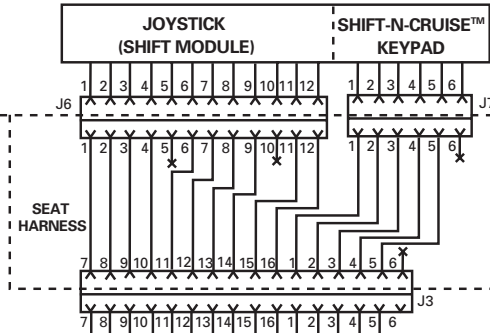 JOYSTICK
(SHIFT MODULE)
SHIFT-N-CRUISE™
KEYPAD
1 2 3 4 5 6 7 8 9 10 11 12
1 2 3 4 5 6
J6
J7
1 2 3 4 5 6 7 8 9 10 11 12
1 2 3 4 5 6
SEAT
HARNESS
7 8 9 10 11 12 13 14 15 16 1 2 3 4 5 6
J3
7 8 9 10 11 12 13 14 15 16 1 2 3 4 5 6